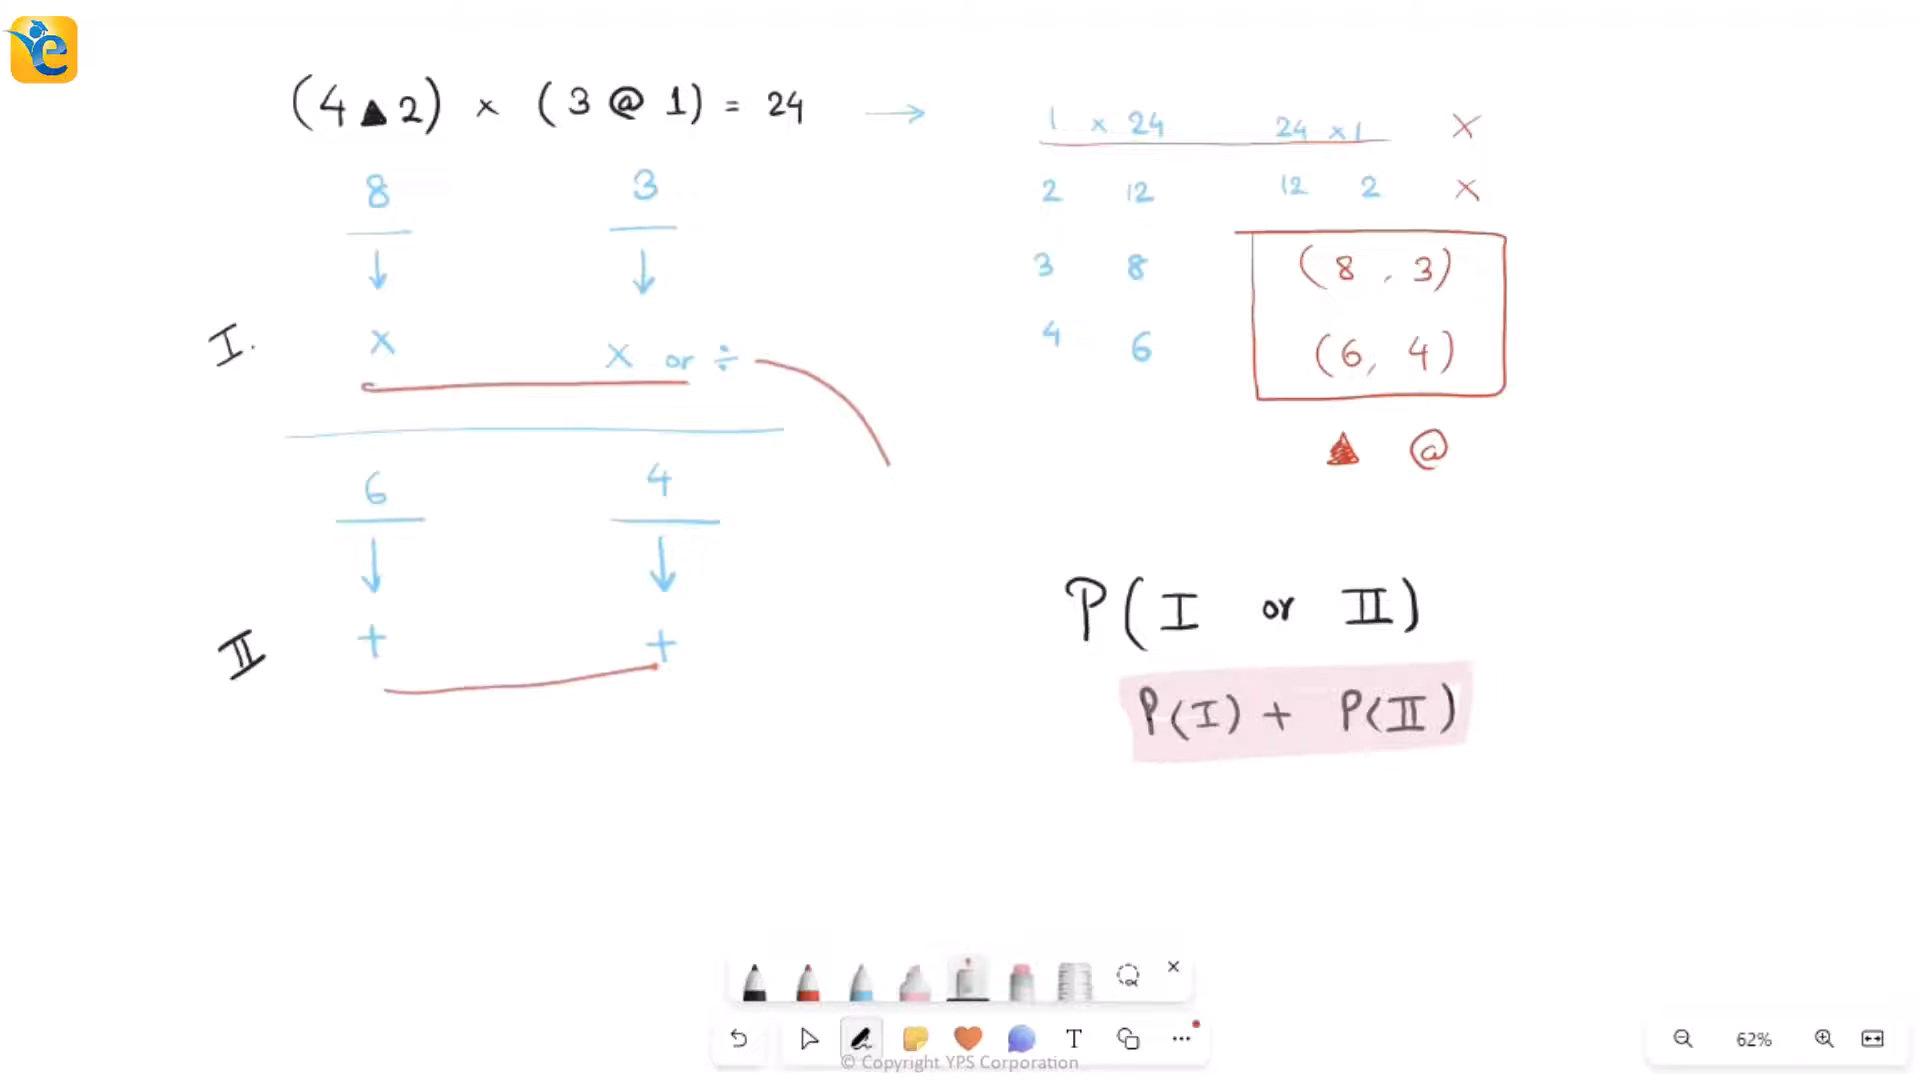 (4 ▲ 2) × (3 @ 1) = 24 →
1 × 24 24 × 1 ×
8 3
2 12 12 2 ×
3 8 (8 , 3)
I. × × or ÷
4 6 (6, 4)
▲ @
6 4
P(I or II)
II + +
P(I) + P(II)
T
62%
© Copyright YPS Corporation